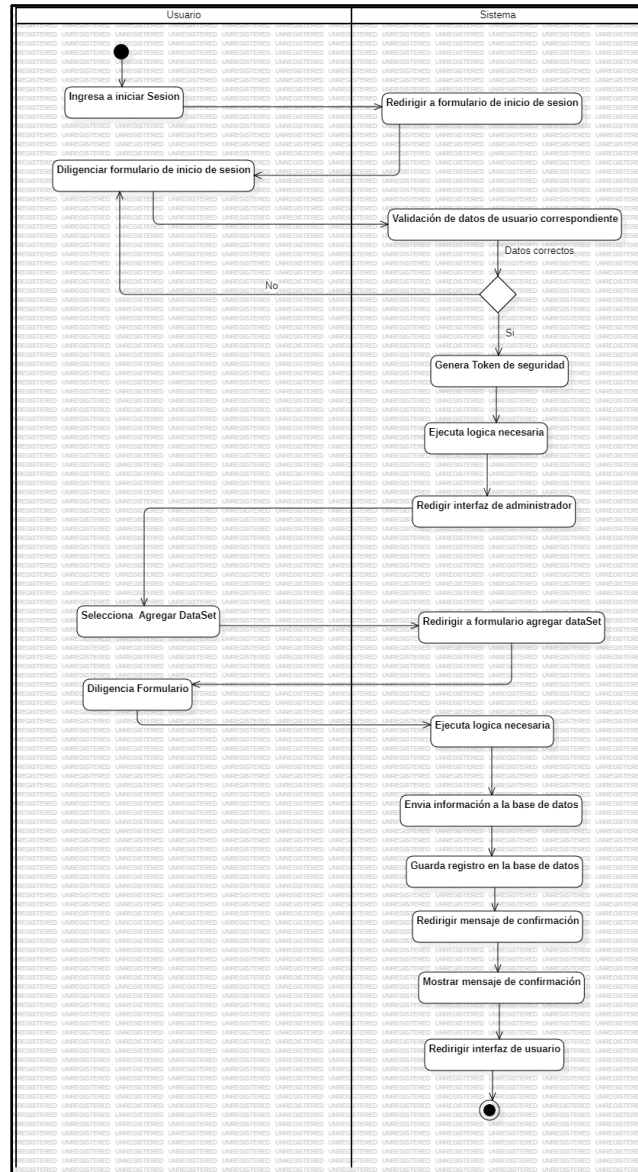 Usuario
Sistema
Ingresa a iniciar Sesion
Redirigir a formulario de inicio de sesion
Diligenciar formulario de inicio de sesion
Validación de datos de usuario correspondiente
Datos correctos
No
Si
Genera Token de seguridad
Ejecuta logica necesaria
Redigir interfaz de administrador
Selecciona Agregar DataSet
Redirigir a formulario agregar dataSet
Diligencia Formulario
Ejecuta logica necesaria
Envia información a la base de datos
Guarda registro en la base de datos
Redirigir mensaje de confirmación
Mostrar mensaje de confirmación
Redirigir interfaz de usuario
UNREGISTERED